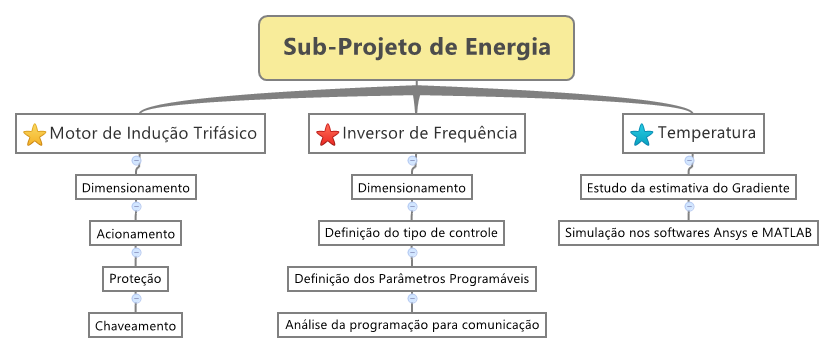 Sub-Projeto de Energia
Motor de Indução Trifásico
Dimensionamento
Acionamento
Proteção
Chaveamento
Inversor de Frequência
Dimensionamento
Definição do tipo de controle
Definição dos Parâmetros Programáveis
Análise da programação para comunicação
Temperatura
Estudo da estimativa do Gradiente
Simulação nos softwares Ansys e MATLAB